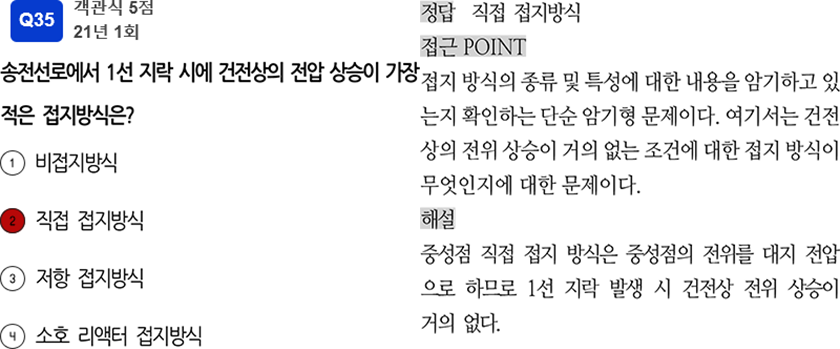 Q35
객관식 5점
21년 1회
송전선로에서 1선 지락 시에 건전상의 전압 상승이 가장
적은 접지방식은?
1 비접지방식
2 직접 접지방식
3 저항 접지방식
4 소호 리액터 접지방식
정답 직접 접지방식
접근 POINT
접지 방식의 종류 및 특성에 대한 내용을 암기하고 있
는지 확인하는 단순 암기형 문제이다. 여기서는 건전
상의 전위 상승이 거의 없는 조건에 대한 접지 방식이
무엇인지에 대한 문제이다.
해설
중성점 직접 접지 방식은 중성점의 전위를 대지 전압
으로 하므로 1선 지락 발생 시 건전상 전위 상승이
거의 없다.